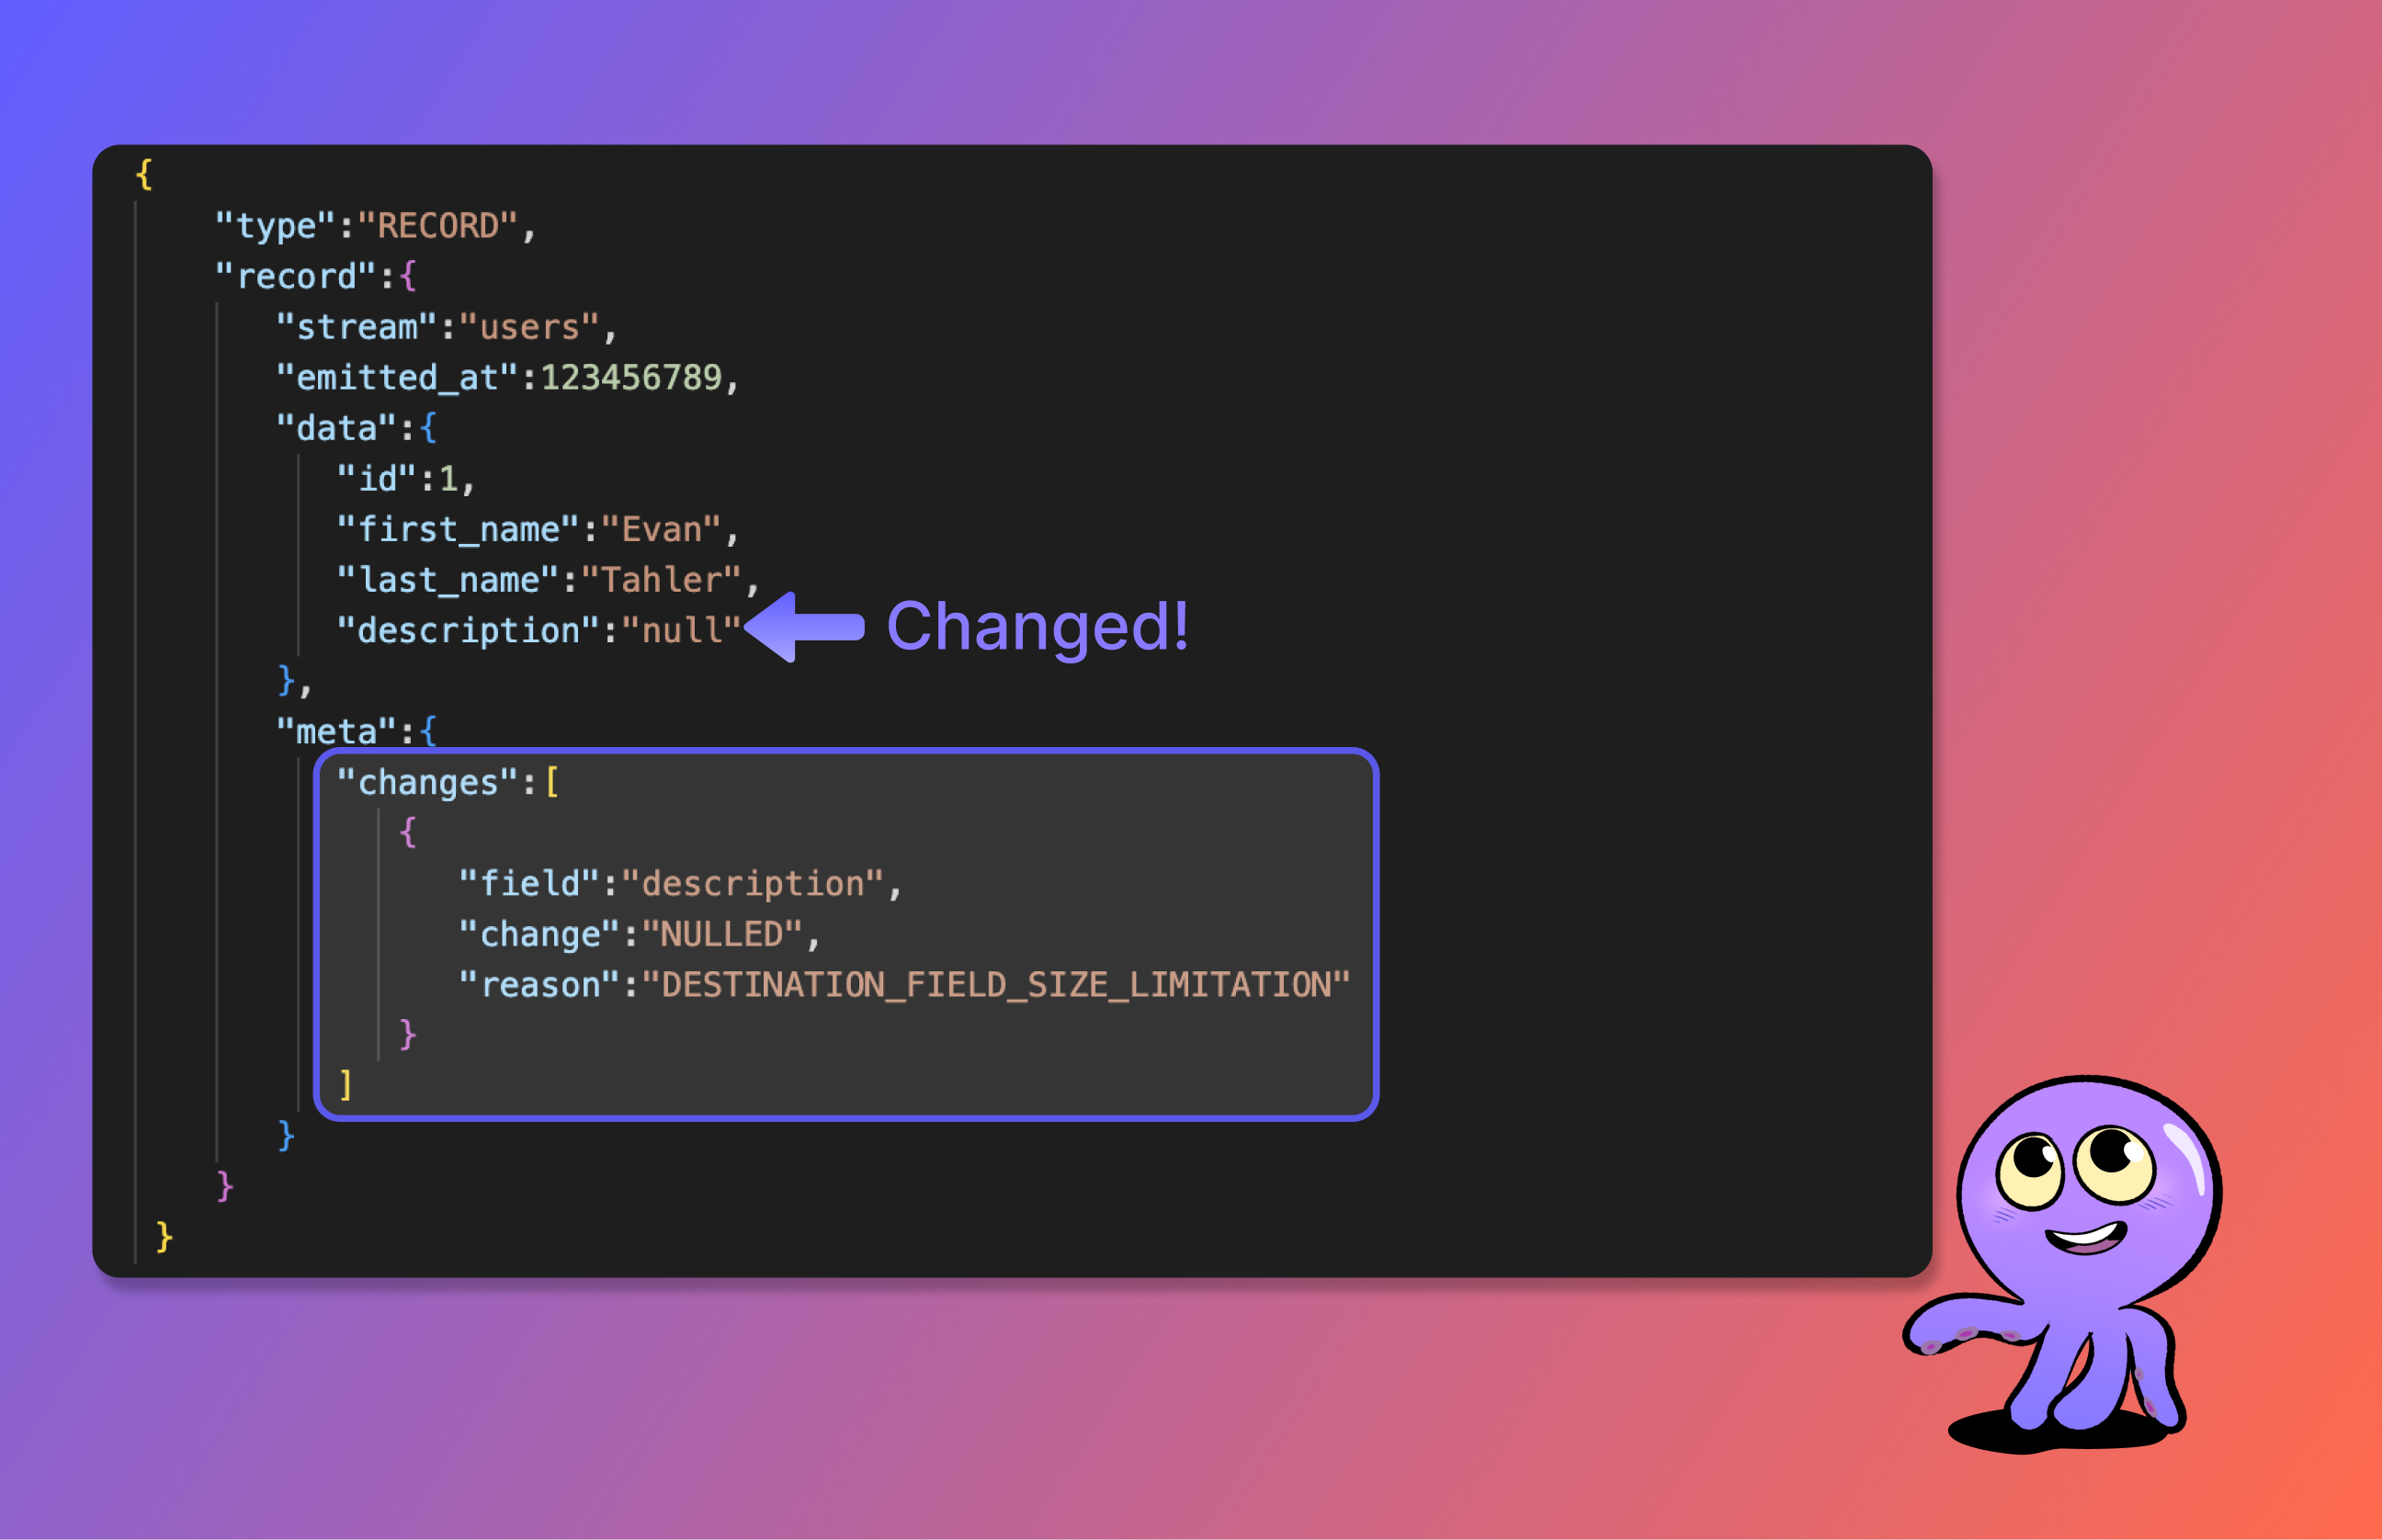 {
"type":"RECORD",
"record":{
"stream":"users",
"emitted_at":123456789,
"data":{
"id":1,
"first_name":"Evan",
"last_name":"Tahler",
"description":"null" Changed!
},
"meta":{
"changes":[
{
"field":"description",
"change":"NULLED",
"reason":"DESTINATION_FIELD_SIZE_LIMITATION"
}
]
}
}
}